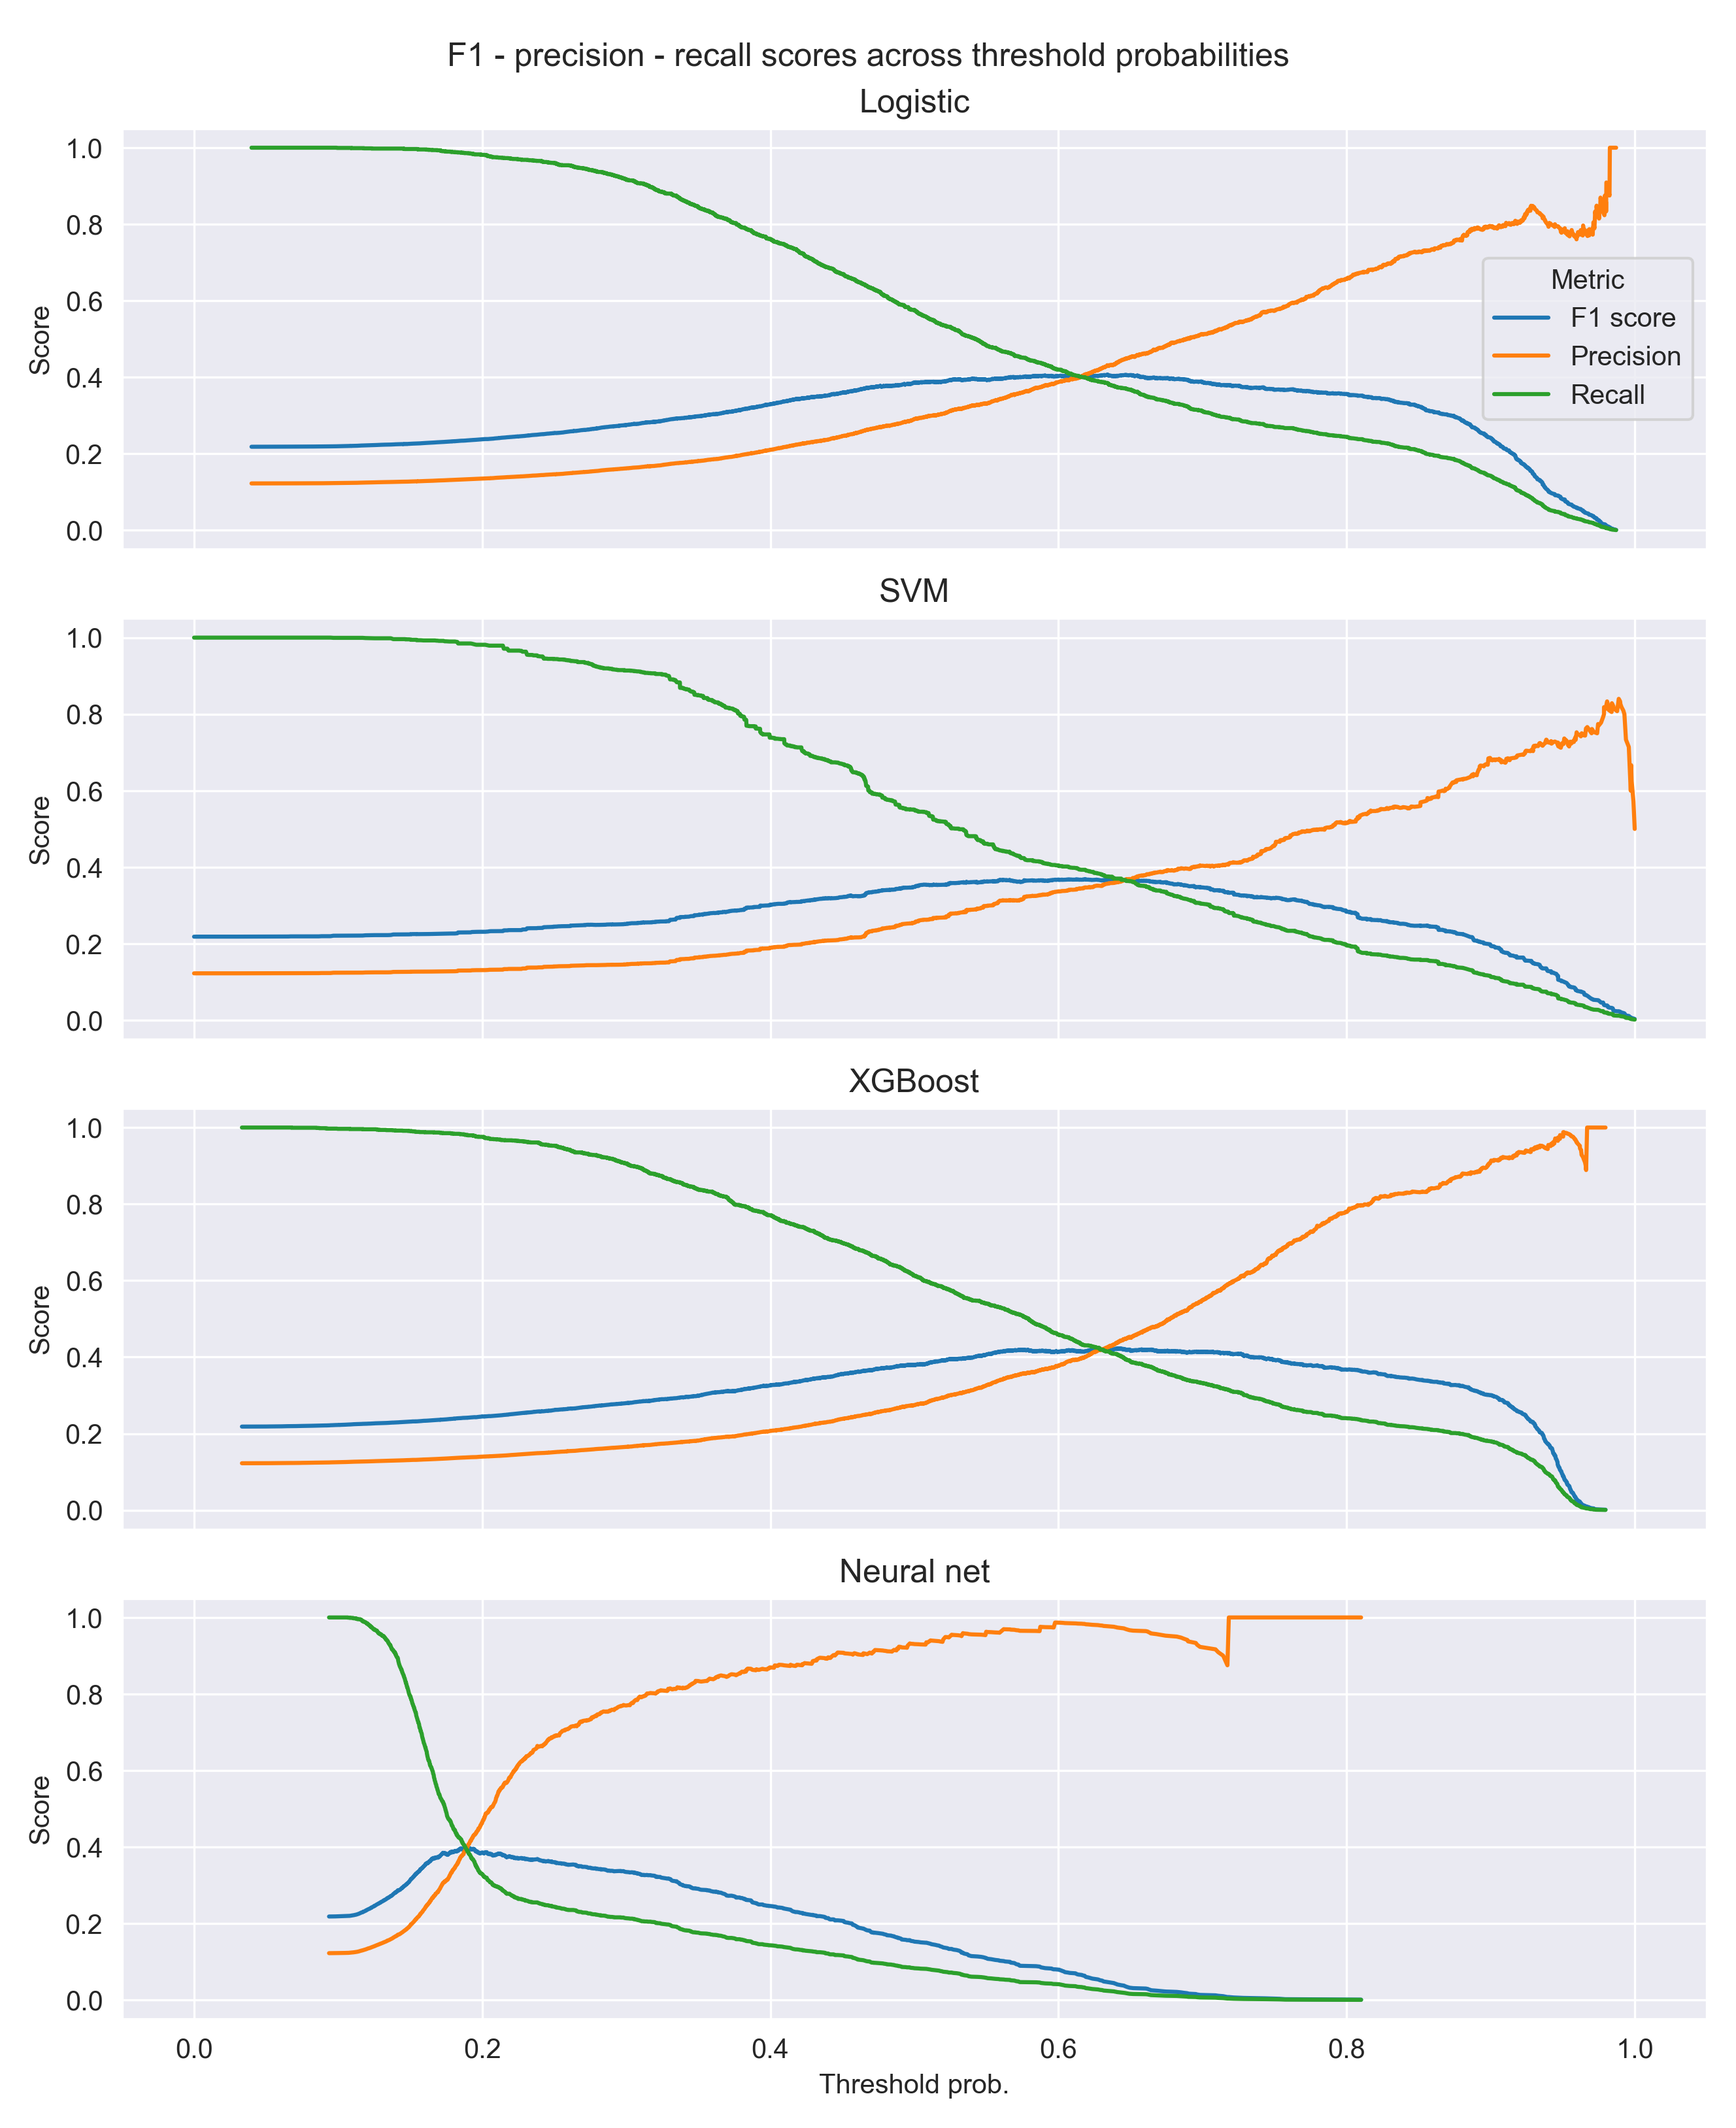 F1 - precision - recall scores across threshold probabilities
Logistic
1.0
0.8
0.6
0.4
0.2
0.0
Score
Metric
F1 score
Precision
Recall
SVM
1.0
0.8
0.6
0.4
0.2
0.0
Score
XGBoost
1.0
0.8
0.6
0.4
0.2
0.0
Score
Neural net
1.0
0.8
0.6
0.4
0.2
0.0
Score
0.0 0.2 0.4 0.6 0.8 1.0
Threshold prob.